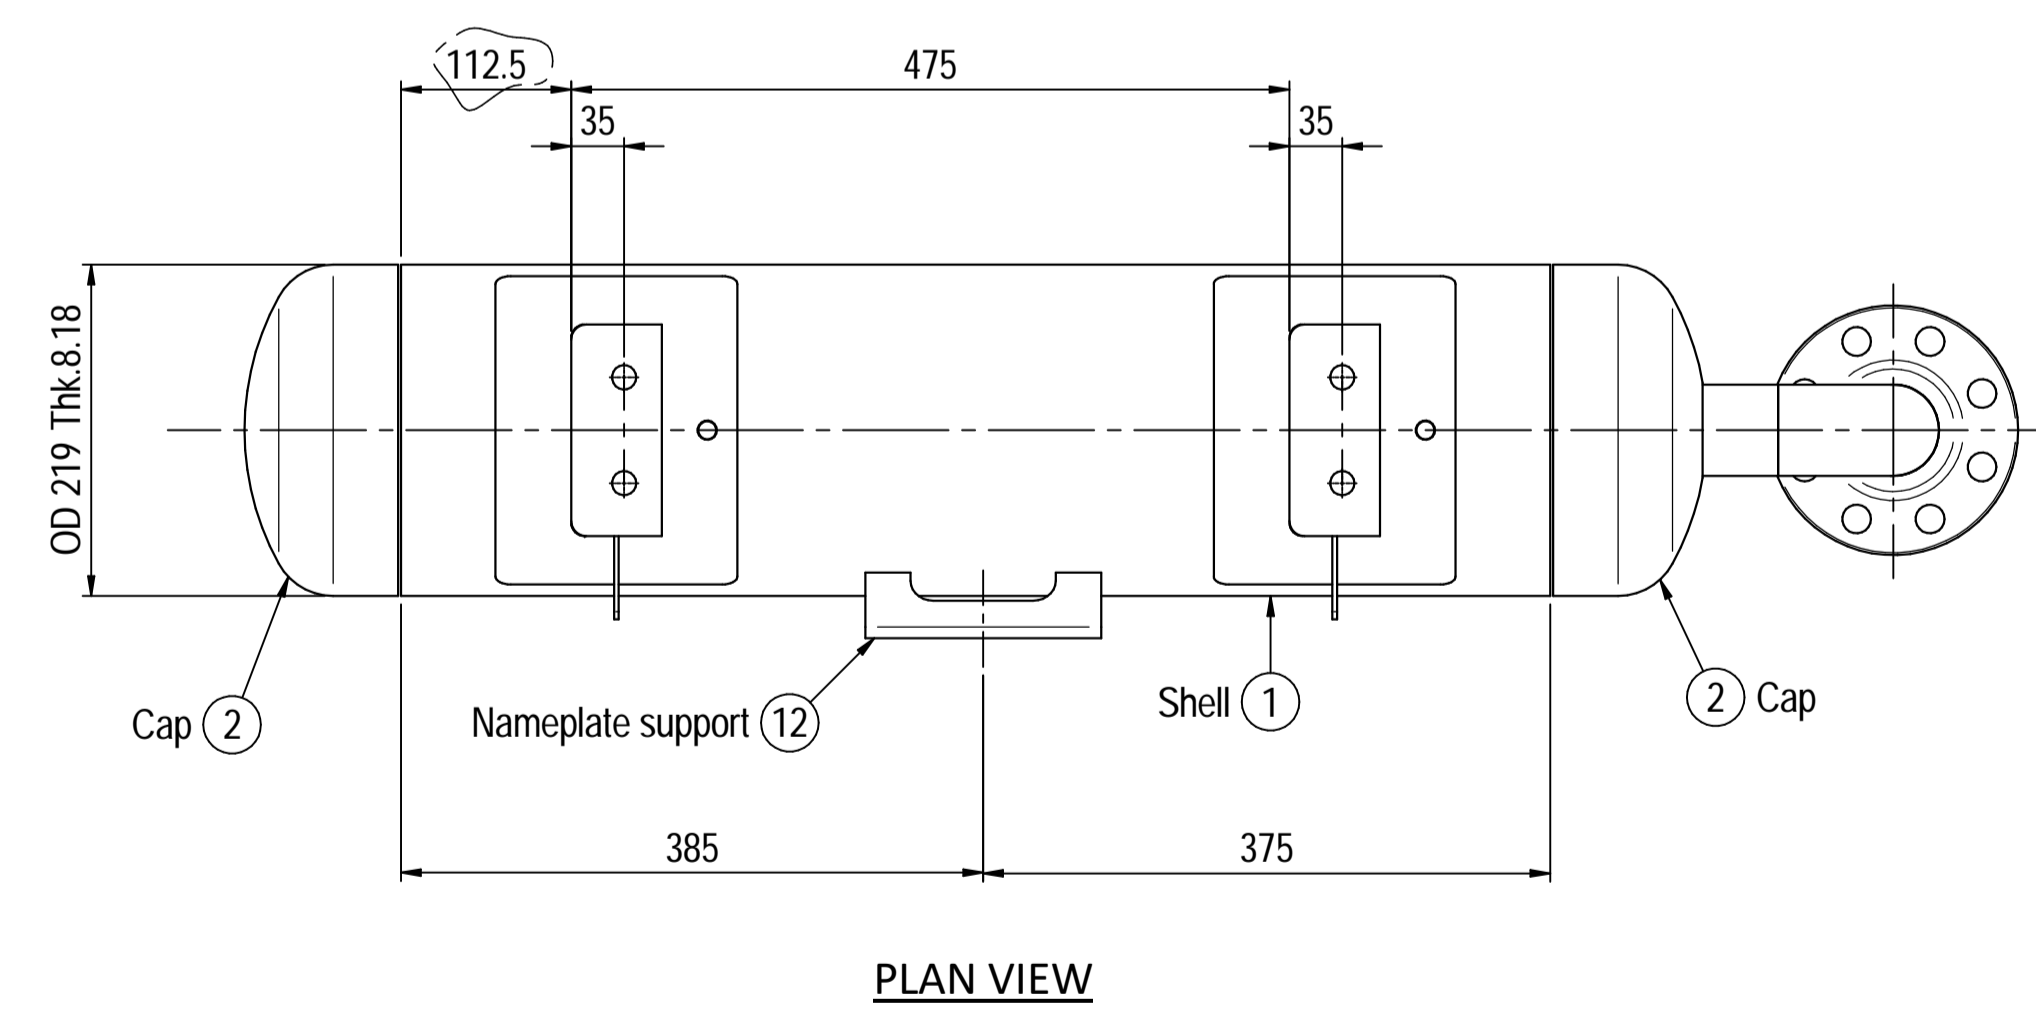 112.5
475
35
35
OD 219 Thk.8.18
Cap 2
Nameplate support 12
Shell 1
2 Cap
385
375
PLAN VIEW